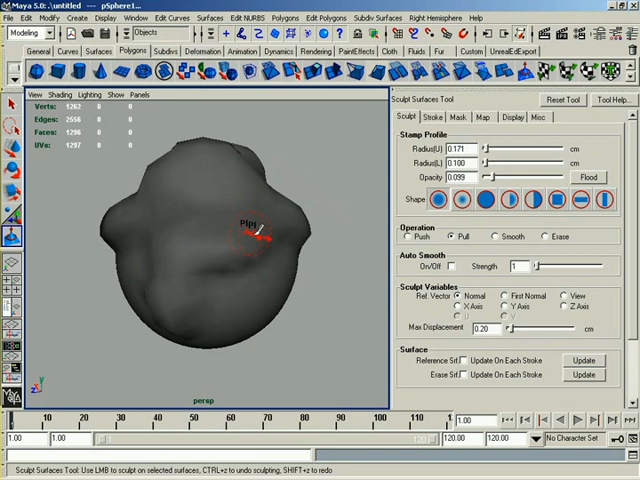 Maya 5.0: .\untitled --- pSphere1...
File Edit Modify Create Display Window Edit Curves Surfaces Edit NURBS Polygons Edit Polygons Subdiv Surfaces Right Hemisphere Help
Modeling Objects
General Curves Surfaces Polygons Subdivs Deformation Animation Dynamics Rendering PaintEffects Cloth Fluids Fur Custom UnrealEdExport
View Shading Lighting Show Panels
Sculpt Surfaces Tool Reset Tool Tool Help...
Verts: 1262 0 0
Edges: 2556 0 0
Faces: 1296 0 0
UVs: 1297 0 0
Sculpt Stroke Mask Map Display Misc
Stamp Profile
Radius(U) 0.171 cm
Radius(L) 0.100 cm
Opacity 0.099 Flood
Shape
Operation
Push Pull Smooth Erase
Auto Smooth
On/Off Strength 1
Sculpt Variables
Ref. Vector Normal First Normal View
X Axis Y Axis Z Axis
U V
Max Displacement 0.20 cm
Surface
Reference Srf. Update On Each Stroke Update
Erase Srf. Update On Each Stroke Update
y
z x
persp
10 20 30 40 50 60 70 80 90 100 110 1.00
1.00 1.00 120.00 120.00 No Character Set
Sculpt Surfaces Tool: Use LMB to sculpt on selected surfaces, CTRL+z to undo sculpting, SHIFT+z to redo